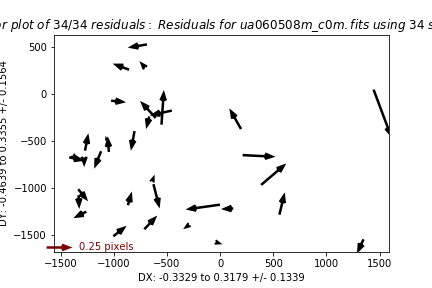 or plot of 34/34 residuals: Residuals for ua060508m_c0m.fits using 34 s
500
0
−500
−1000
−1500
DY: -0.4639 to 0.3355 +/- 0.1564
0.25 pixels
−1500 −1000 −500 0 500 1000 1500
DX: -0.3329 to 0.3179 +/- 0.1339